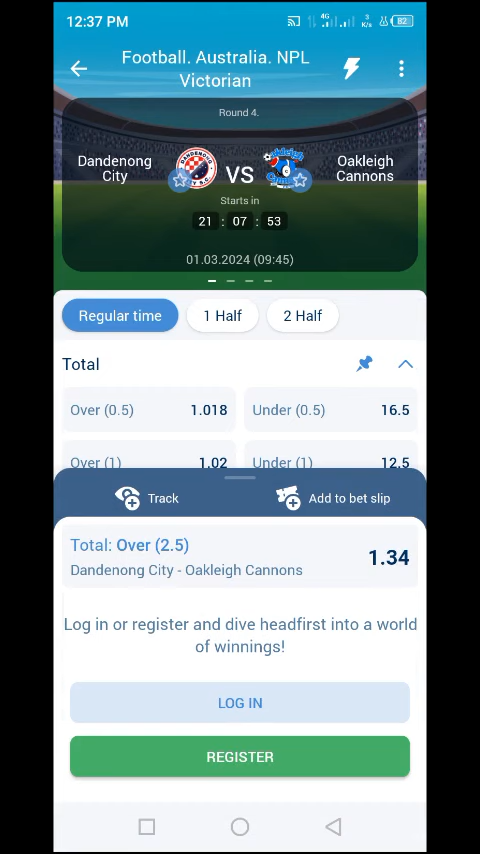 12:37 PM
4G
3
K/s
82
Football. Australia. NPL
Victorian
Round 4.
Dandenong
City
VS
Oakleigh
Cannons
Starts in
21 : 07 : 53
01.03.2024 (09:45)
Regular time
1 Half
2 Half
Total
Over (0.5) 1.018
Under (0.5) 16.5
Over (1) 1.02
Under (1) 12.5
Track
Add to bet slip
Total: Over (2.5)
1.34
Dandenong City - Oakleigh Cannons
Log in or register and dive headfirst into a world
of winnings!
LOG IN
REGISTER